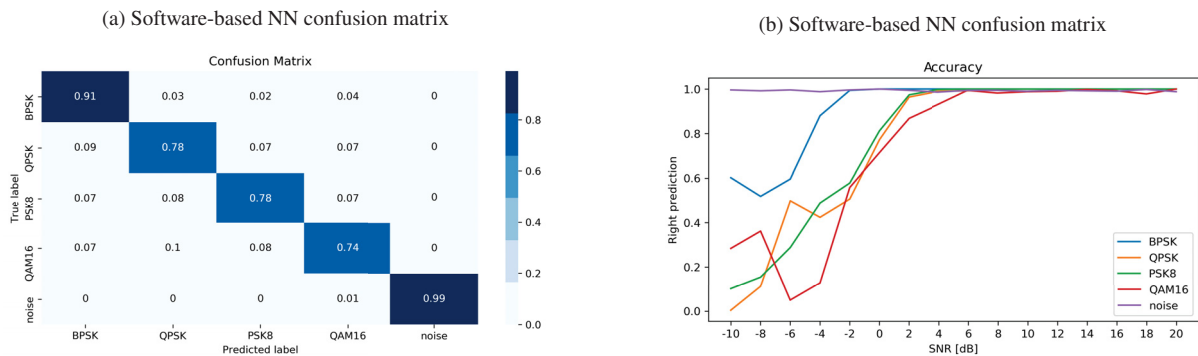 (a) Software-based NN confusion matrix
Confusion Matrix
BPSK 0.91 0.03 0.02 0.04 0
QPSK 0.09 0.78 0.07 0.07 0
PSK8 0.07 0.08 0.78 0.07 0
QAM16 0.07 0.1 0.08 0.74 0
noise 0 0 0 0.01 0.99
True label
BPSK QPSK PSK8 QAM16 noise
Predicted label
0.8
0.6
0.4
0.2
0.0
(b) Software-based NN confusion matrix
Accuracy
1.0
0.8
0.6
0.4
0.2
0.0
Right prediction
BPSK
QPSK
PSK8
QAM16
noise
-10 -8 -6 -4 -2 0 2 4 6 8 10 12 14 16 18 20
SNR [dB]